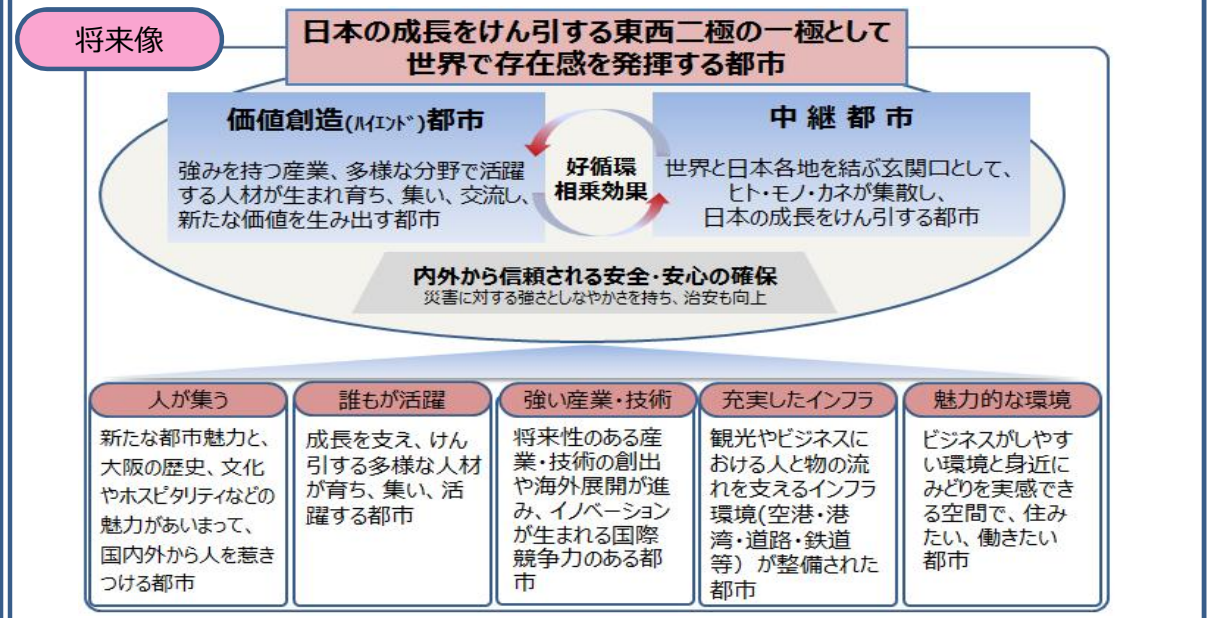 将来像
日本の成長をけん引する東西二極の一極として
世界で存在感を発揮する都市
価値創造(ﾊｲｴﾝﾄﾞ)都市
強みを持つ産業、多様な分野で活躍
する人材が生まれ育ち、集い、交流し、
新たな価値を生み出す都市
好循環
相乗効果
中継都市
世界と日本各地を結ぶ玄関口として、
ヒト・モノ・カネが集散し、
日本の成長をけん引する都市
内外から信頼される安全・安心の確保
災害に対する強さとしなやかさを持ち、治安も向上
人が集う
新たな都市魅力と、
大阪の歴史、文化
やホスピタリティなどの
魅力があいまって、
国内外から人を惹き
つける都市
誰もが活躍
成長を支え、けん
引する多様な人材
が育ち、集い、活
躍する都市
強い産業・技術
将来性のある産
業・技術の創出
や海外展開が進
み、イノベーション
が生まれる国際
競争力のある都
市
充実したインフラ
観光やビジネスに
おける人と物の流
れを支えるインフラ
環境(空港・港
湾・道路・鉄道
等）が整備された
都市
魅力的な環境
ビジネスがしやす
い環境と身近に
みどりを実感でき
る空間で、住み
たい、働きたい
都市